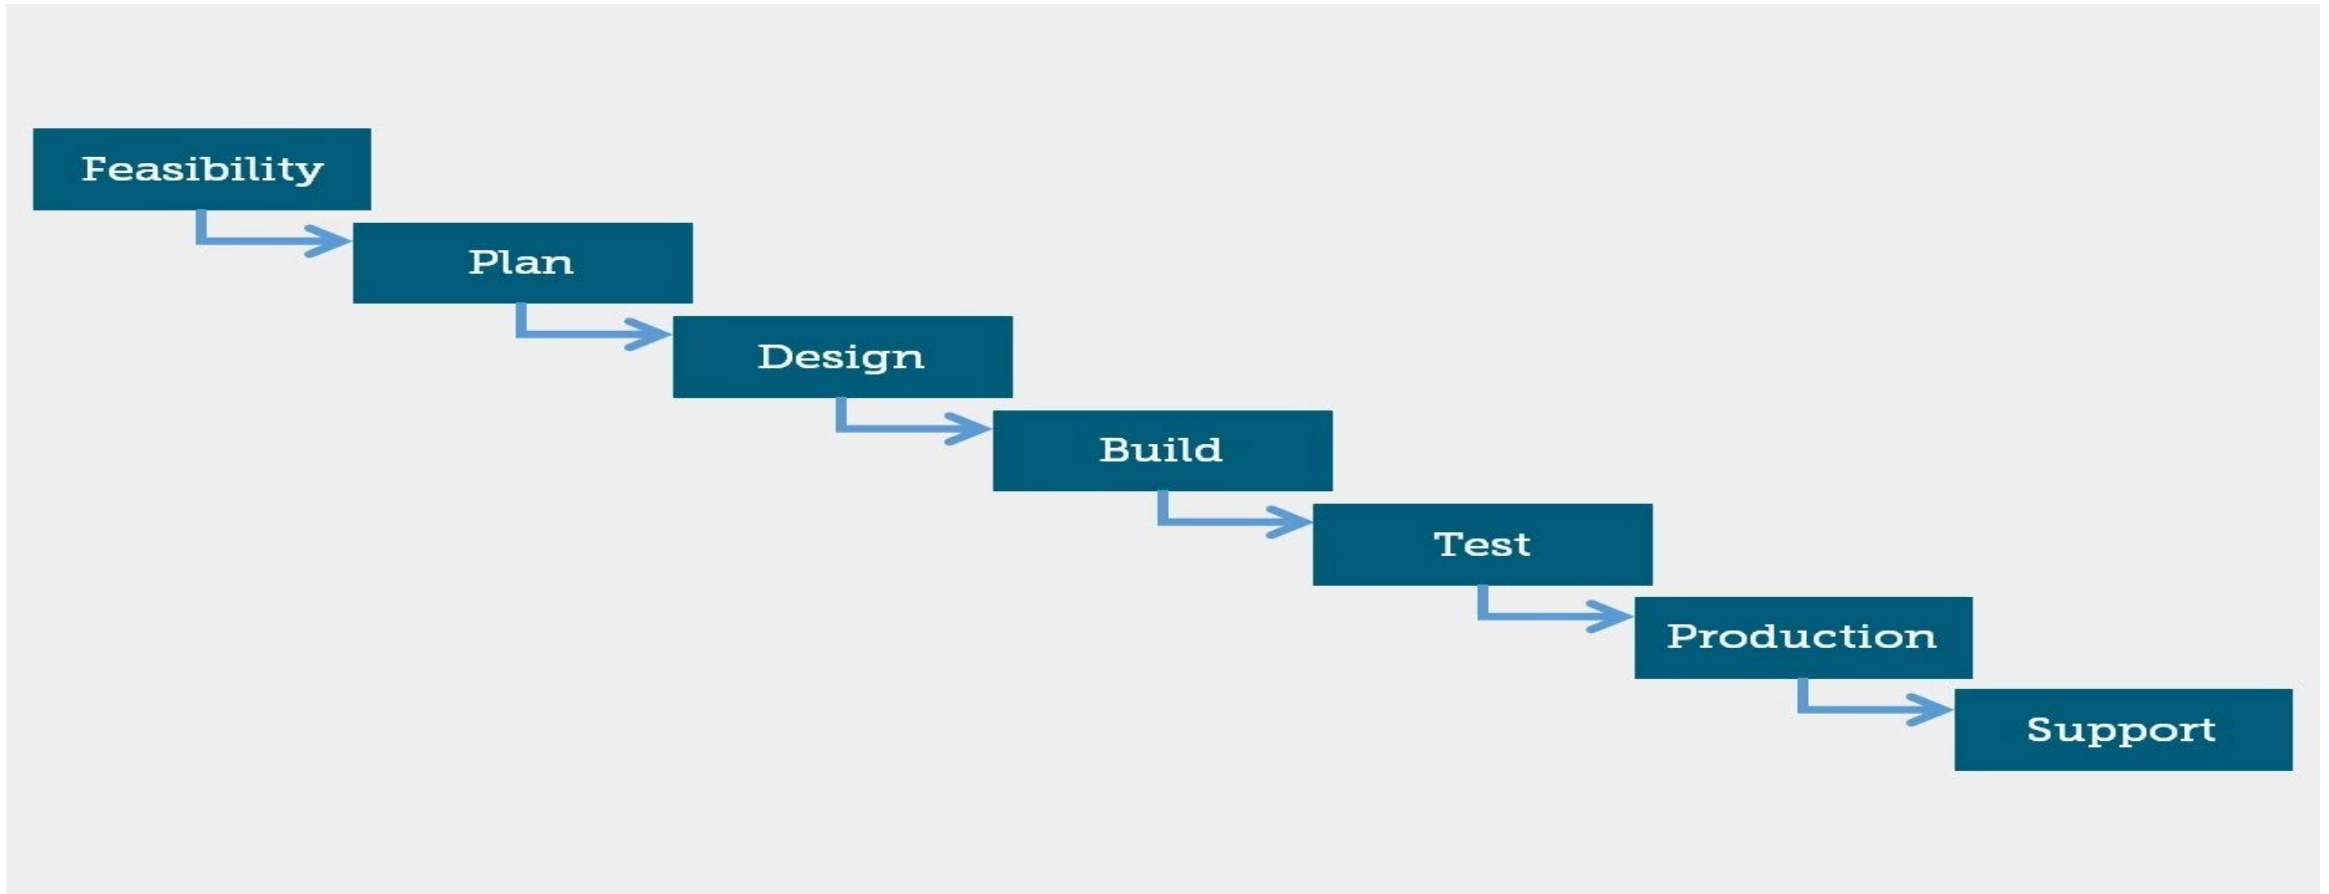 Feasibility
Plan
Design
Build
Test
Production
Support